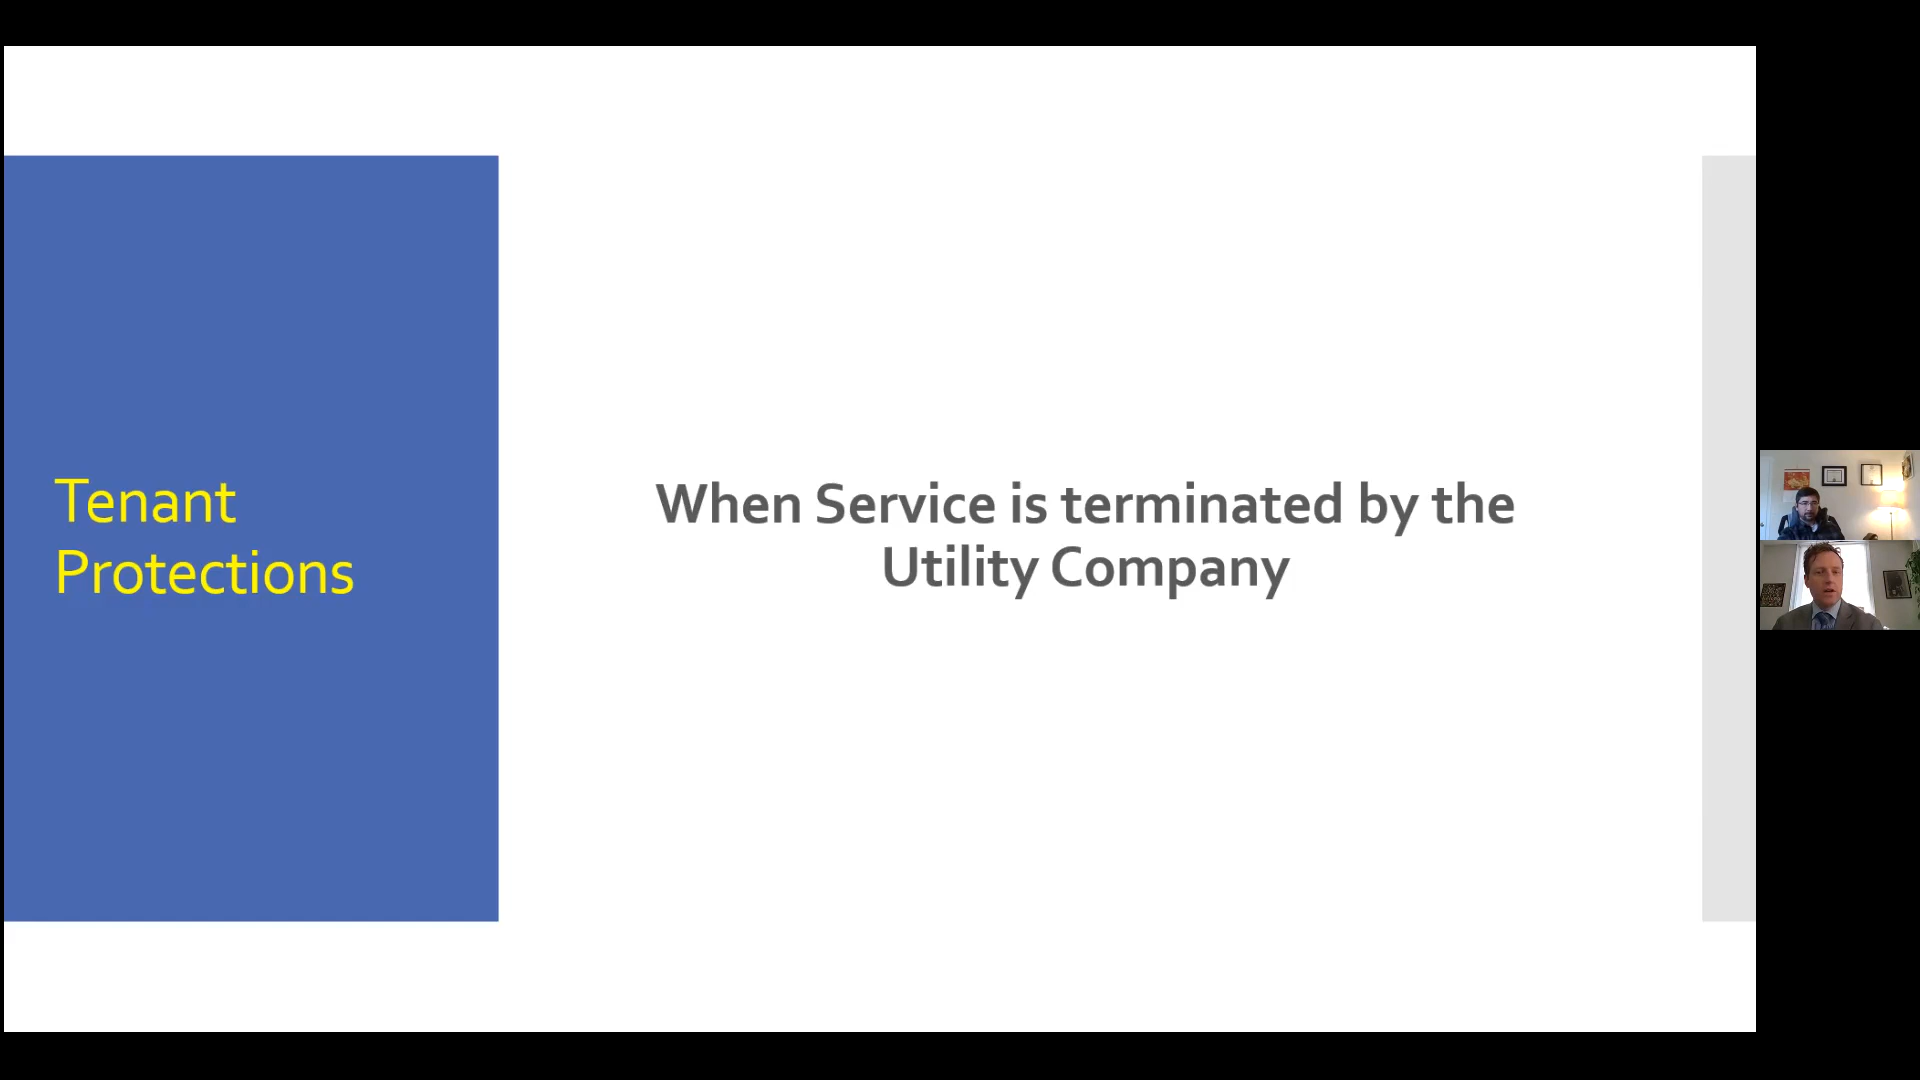 Tenant
Protections
When Service is terminated by the
Utility Company